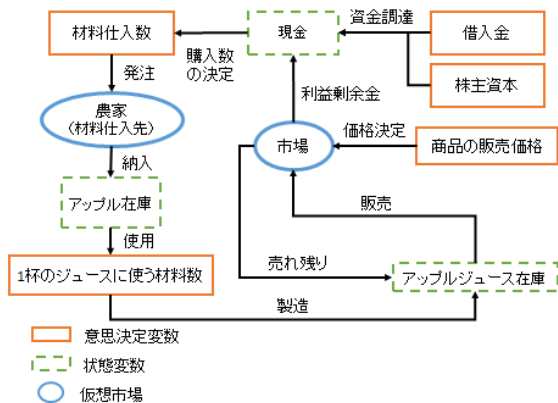 材料仕入数
現金
資金調達
借入金
株主資本
購入数
の決定
発注
利益剰余金
農家
(材料仕入先)
市場
価格決定
商品の販売価格
納入
アップル在庫
販売
使用
売れ残り
1杯のジュースに使う材料数
アップルジュース在庫
製造
意思決定変数
状態変数
仮想市場